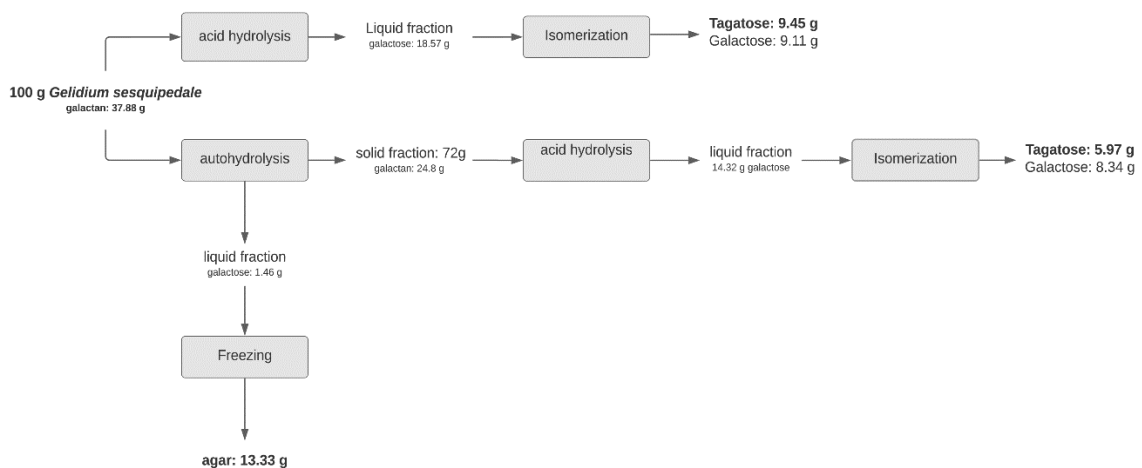 acid hydrolysis
Liquid fraction
galactose: 18.57 g
Isomerization
Tagatose: 9.45 g
Galactose: 9.11 g
100 g Gelidium sesquipedale
galactan: 37.88 g
autohydrolysis
solid fraction: 72g
galactan: 24.8 g
acid hydrolysis
liquid fraction
14.32 g galactose
Isomerization
Tagatose: 5.97 g
Galactose: 8.34 g
liquid fraction
galactose: 1.46 g
Freezing
agar: 13.33 g